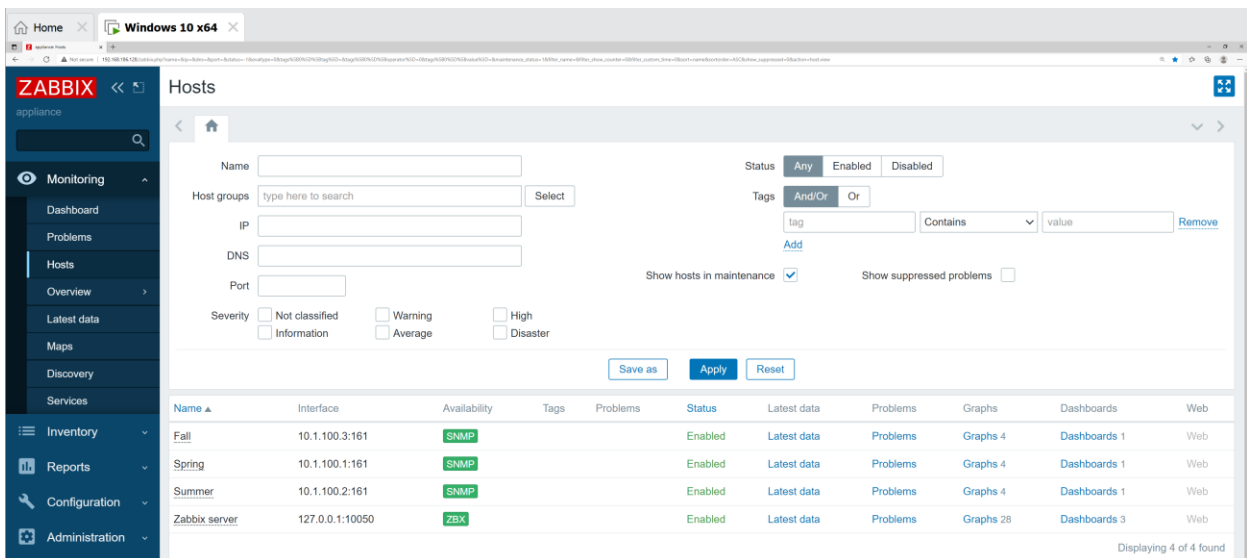 Home
Windows 10 x64
appliance: Hosts
Not secure
ZABBIX
Hosts
appliance
Name
Status Any Enabled Disabled
Monitoring
Host groups type here to search Select
Tags And/Or Or
Dashboard
IP
tag Contains value Remove
Problems
DNS
Add
Hosts
Show hosts in maintenance
Show suppressed problems
Overview
Port
Latest data
Severity Not classified Warning High
Information Average Disaster
Maps
Discovery
Save as Apply Reset
Services
Name Interface Availability Tags Problems Status Latest data Problems Graphs Dashboards Web
Inventory
Fall 10.1.100.3:161 SNMP Enabled Latest data Problems Graphs 4 Dashboards 1 Web
Reports
Spring 10.1.100.1:161 SNMP Enabled Latest data Problems Graphs 4 Dashboards 1 Web
Configuration
Summer 10.1.100.2:161 SNMP Enabled Latest data Problems Graphs 4 Dashboards 1 Web
Zabbix server 127.0.0.1:10050 ZBX Enabled Latest data Problems Graphs 28 Dashboards 3 Web
Administration
Displaying 4 of 4 found